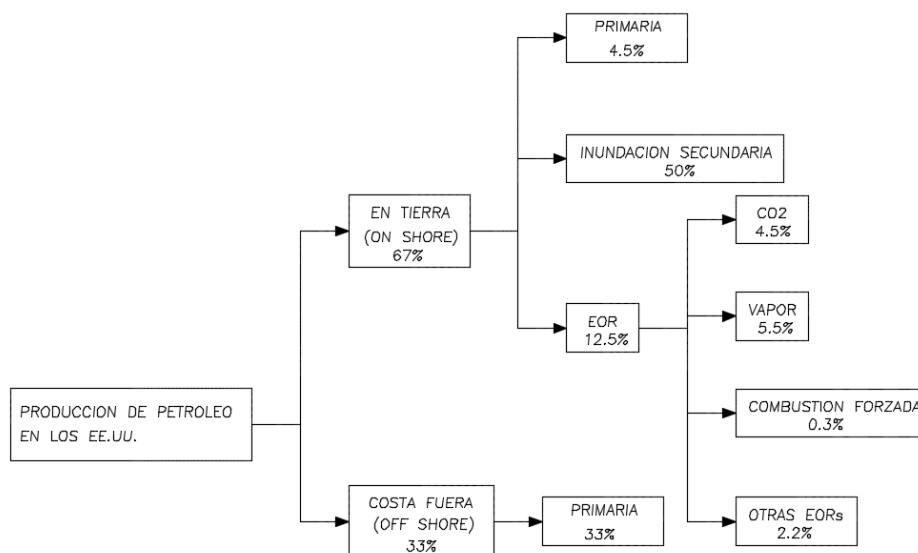 PRIMARIA
4.5%
INUNDACION SECUNDARIA
50%
CO2
4.5%
EN TIERRA
(ON SHORE)
67%
EOR
12.5%
VAPOR
5.5%
PRODUCCION DE PETROLEO
EN LOS EE.UU.
COMBUSTION FORZADA
0.3%
COSTA FUERA
(OFF SHORE)
33%
PRIMARIA
33%
OTRAS EORs
2.2%